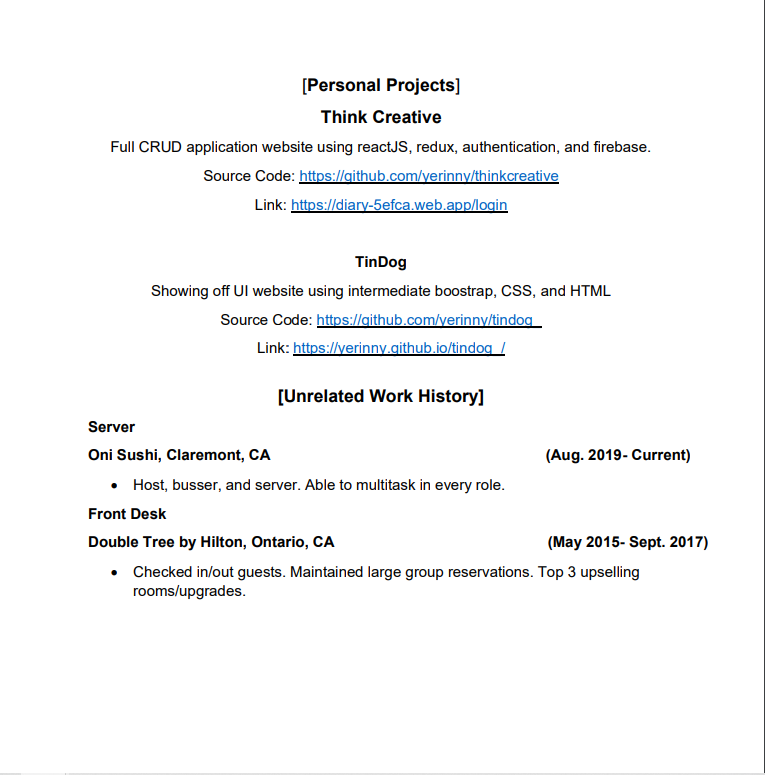 [Personal Projects]
Think Creative
Full CRUD application website using reactJS, redux, authentication, and firebase.
Source Code: https://github.com/yerinny/thinkcreative
Link: https://diary-5efca.web.app/login
TinDog
Showing off UI website using intermediate boostrap, CSS, and HTML
Source Code: https://github.com/yerinny/tindog_
Link: https://yerinny.github.io/tindog_/
[Unrelated Work History]
Server
Oni Sushi, Claremont, CA (Aug. 2019- Current)
• Host, busser, and server. Able to multitask in every role.
Front Desk
Double Tree by Hilton, Ontario, CA (May 2015- Sept. 2017)
• Checked in/out guests. Maintained large group reservations. Top 3 upselling
rooms/upgrades.